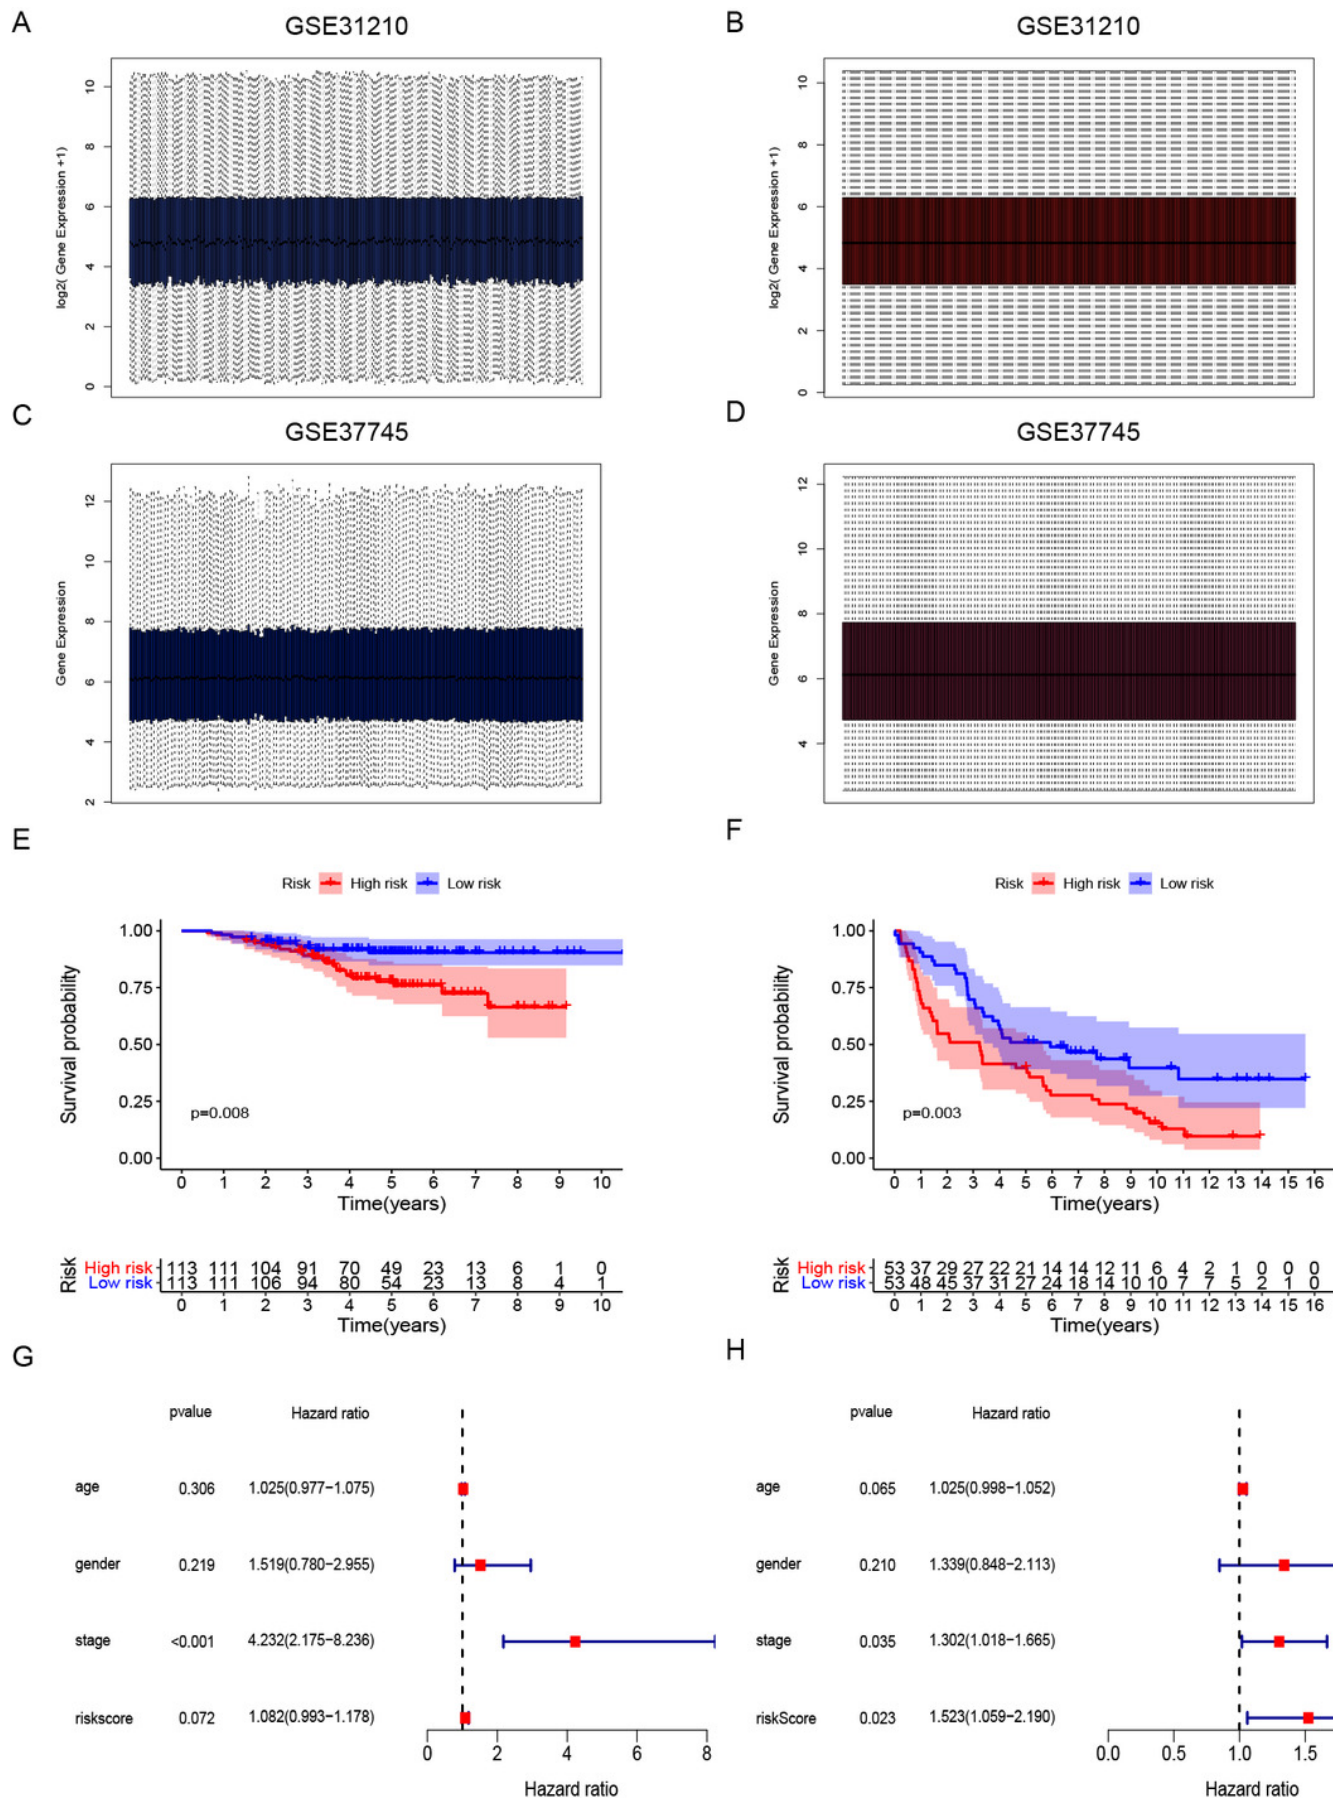 A
GSE31210
B
GSE31210
log2( Gene Expression +1)
10
8
6
4
2
0
log2( Gene Expression +1)
10
8
6
4
2
0
C
GSE37745
D
GSE37745
Gene Expression
12
10
8
6
4
2
Gene Expression
12
10
8
6
4
E
F
Risk High risk Low risk
Risk High risk Low risk
Survival probability
1.00
0.75
0.50
0.25
0.00
p=0.008
0 1 2 3 4 5 6 7 8 9 10
Time(years)
Survival probability
1.00
0.75
0.50
0.25
0.00
p=0.003
0 1 2 3 4 5 6 7 8 9 10 11 12 13 14 15 16
Time(years)
Risk
High risk 113 111 104 91 70 49 23 13 6 1 0
Low risk 113 111 106 94 80 54 23 13 8 4 1
0 1 2 3 4 5 6 7 8 9 10
Time(years)
Risk
High risk 53 37 29 27 22 21 14 14 12 11 6 4 2 1 0 0 0
Low risk 53 48 45 37 31 27 24 18 14 10 10 7 7 5 2 1 0
0 1 2 3 4 5 6 7 8 9 10 11 12 13 14 15 16
Time(years)
G
pvalue Hazard ratio
age 0.306 1.025(0.977−1.075)
gender 0.219 1.519(0.780−2.955)
stage <0.001 4.232(2.175−8.236)
riskscore 0.072 1.082(0.993−1.178)
0 2 4 6 8
Hazard ratio
H
pvalue Hazard ratio
age 0.065 1.025(0.998−1.052)
gender 0.210 1.339(0.848−2.113)
stage 0.035 1.302(1.018−1.665)
riskScore 0.023 1.523(1.059−2.190)
0.0 0.5 1.0 1.5
Hazard ratio